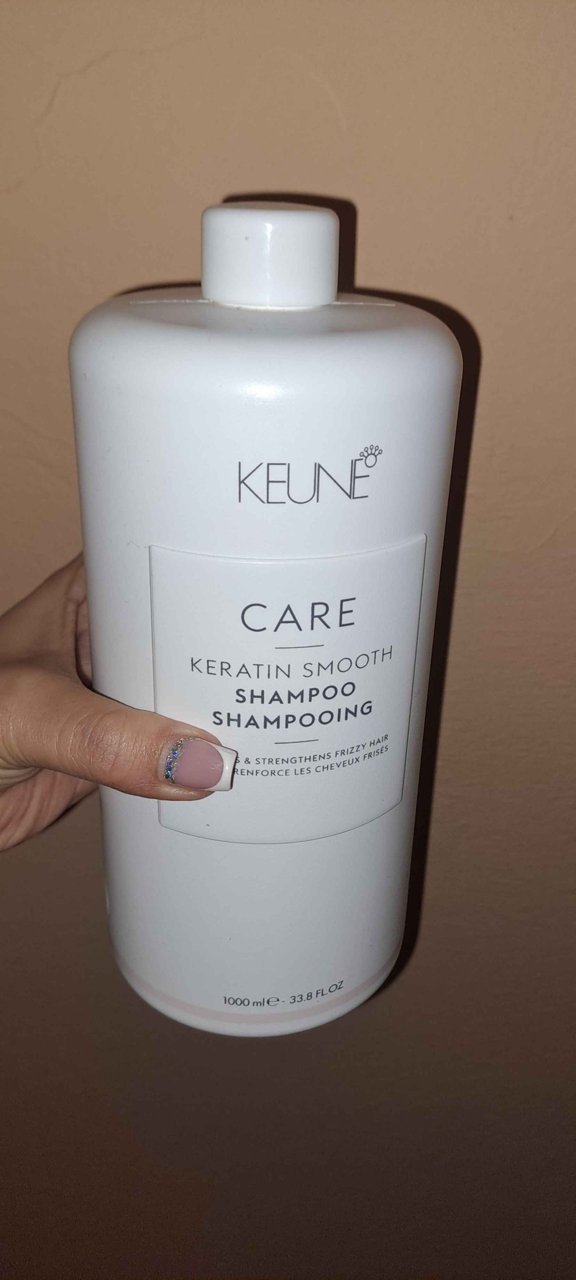 KEUNE
CARE
KERATIN SMOOTH
SHAMPOO
SHAMPOOING
& STRENGTHENS FRIZZY HAIR
RENFORCE LES CHEVEUX FRISÉS
1000 ml ℮ - 33.8 FL OZ